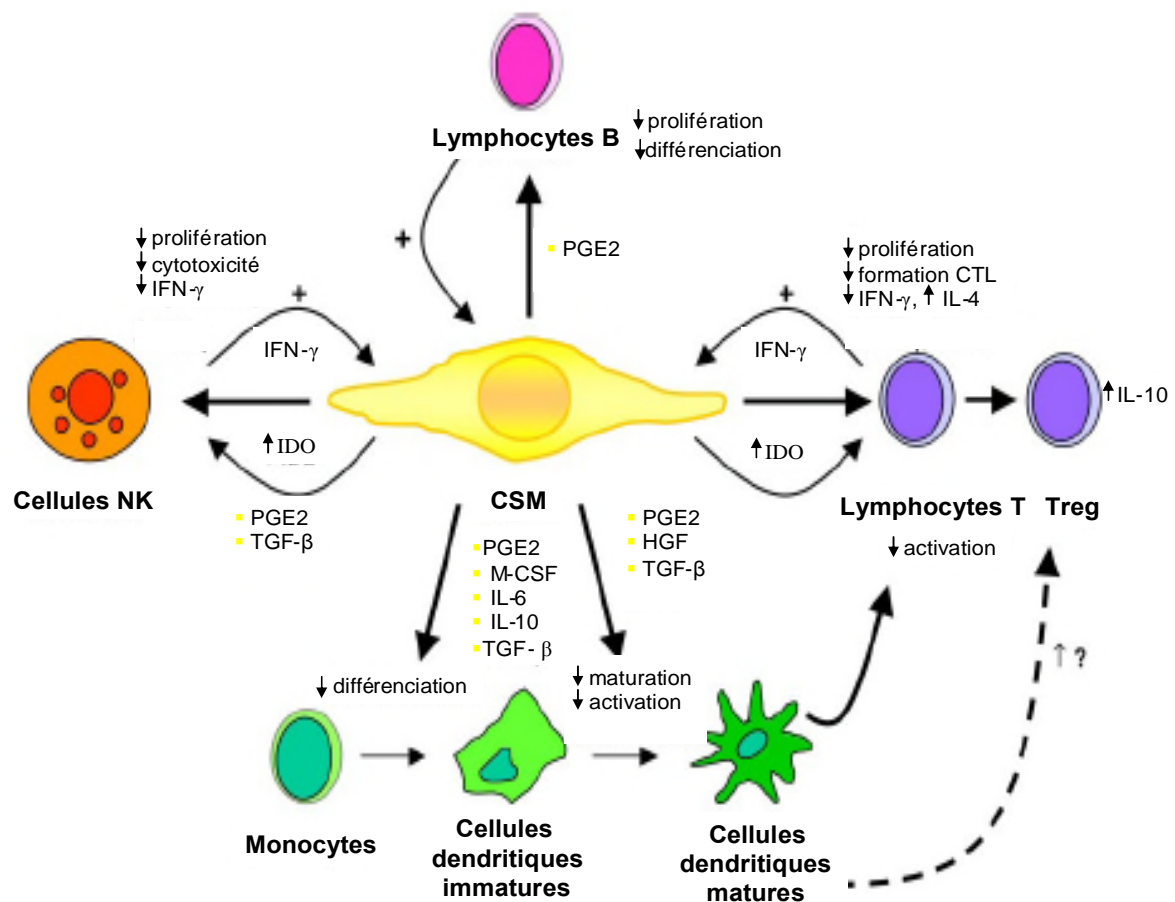 Lymphocytes B
↓ prolifération
↓ différenciation
+
▪ PGE2
↓ prolifération
↓ cytotoxicité
↓ IFN-γ
+
IFN-γ
↑ IDO
Cellules NK
▪ PGE2
▪ TGF-β
CSM
↓ prolifération
↓ formation CTL
↓ IFN-γ, ↑ IL-4
+
IFN-γ
↑ IDO
↑ IL-10
Lymphocytes T Treg
↓ activation
▪ PGE2
▪ HGF
▪ TGF-β
▪ PGE2
▪ M-CSF
▪ IL-6
▪ IL-10
▪ TGF- β
↓ différenciation
↓ maturation
↓ activation
↑ ?
Monocytes
Cellules
dendritiques
immatures
Cellules
dendritiques
matures